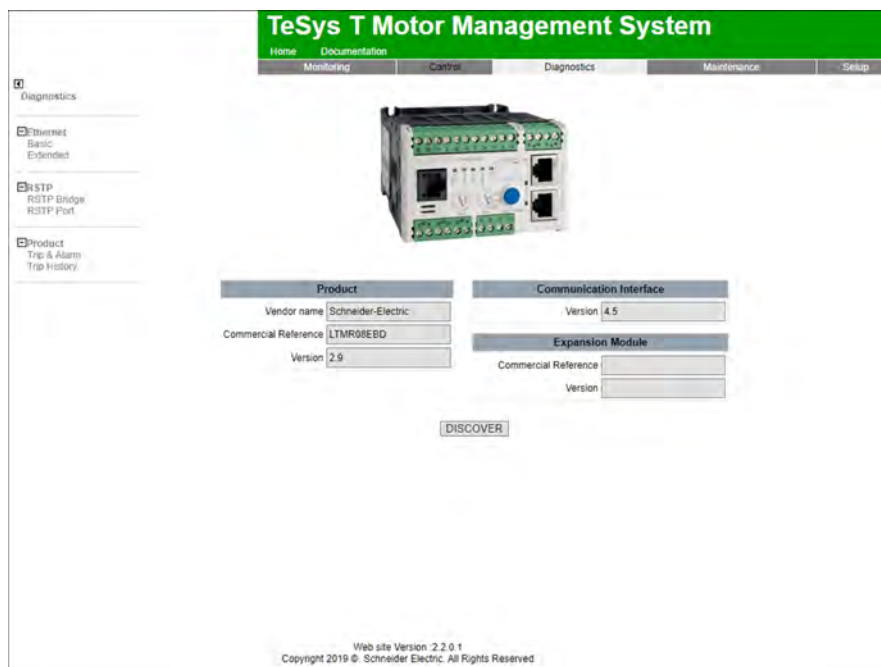 TeSys T Motor Management System
Home Documentation
Monitoring Control Diagnostics Maintenance Setup
Diagnostics
Ethernet
Basic
Extended
RSTP
RSTP Bridge
RSTP Port
Product
Trip & Alarm
Trip History
Product
Vendor name Schneider-Electric
Commercial Reference LTMR08EBD
Version 2.9
Communication Interface
Version 4.5
Expansion Module
Commercial Reference
Version
DISCOVER
Web site Version :2.2.0.1
Copyright 2019 ©. Schneider Electric. All Rights Reserved